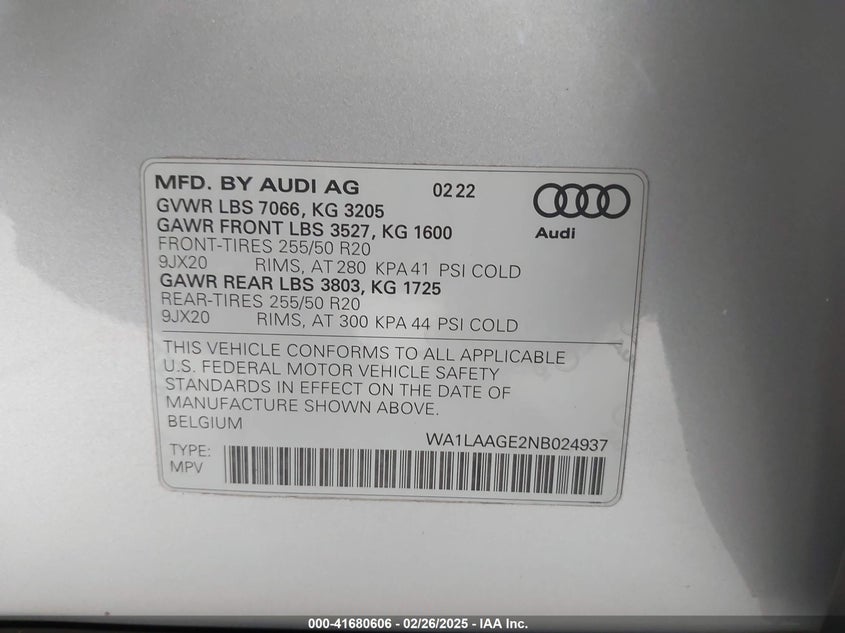 MFD. BY AUDI AG 02 22
GVWR LBS 7066, KG 3205
GAWR FRONT LBS 3527, KG 1600
FRONT-TIRES 255/50 R20
9JX20 RIMS, AT 280 KPA 41 PSI COLD
GAWR REAR LBS 3803, KG 1725
REAR-TIRES 255/50 R20
9JX20 RIMS, AT 300 KPA 44 PSI COLD
Audi
THIS VEHICLE CONFORMS TO ALL APPLICABLE
U.S. FEDERAL MOTOR VEHICLE SAFETY
STANDARDS IN EFFECT ON THE DATE OF
MANUFACTURE SHOWN ABOVE.
BELGIUM
WA1LAAGE2NB024937
TYPE:
MPV
000-41680606 - 02/26/2025 - IAA Inc.